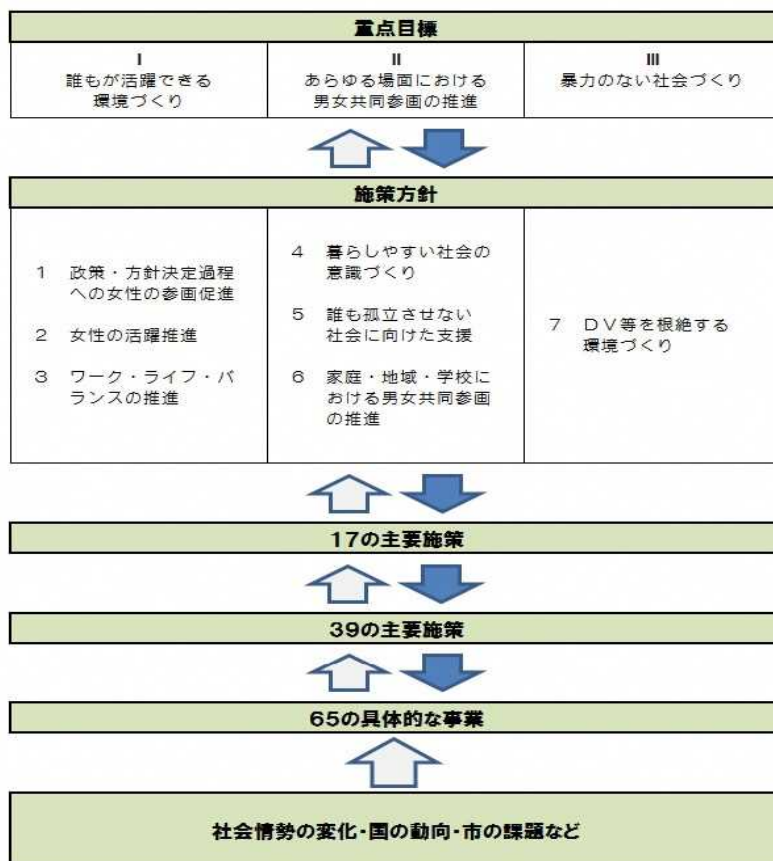 重点目標
Ⅰ
誰もが活躍できる
環境づくり
Ⅱ
あらゆる場面における
男女共同参画の推進
Ⅲ
暴力のない社会づくり
施策方針
1 政策・方針決定過程
への女性の参画促進
2 女性の活躍推進
3 ワーク・ライフ・バ
ランスの推進
4 暮らしやすい社会の
意識づくり
5 誰も孤立させない
社会に向けた支援
6 家庭・地域・学校に
おける男女共同参画
の推進
7 ＤＶ等を根絶する
環境づくり
17の主要施策
39の主要施策
65の具体的な事業
社会情勢の変化・国の動向・市の課題など